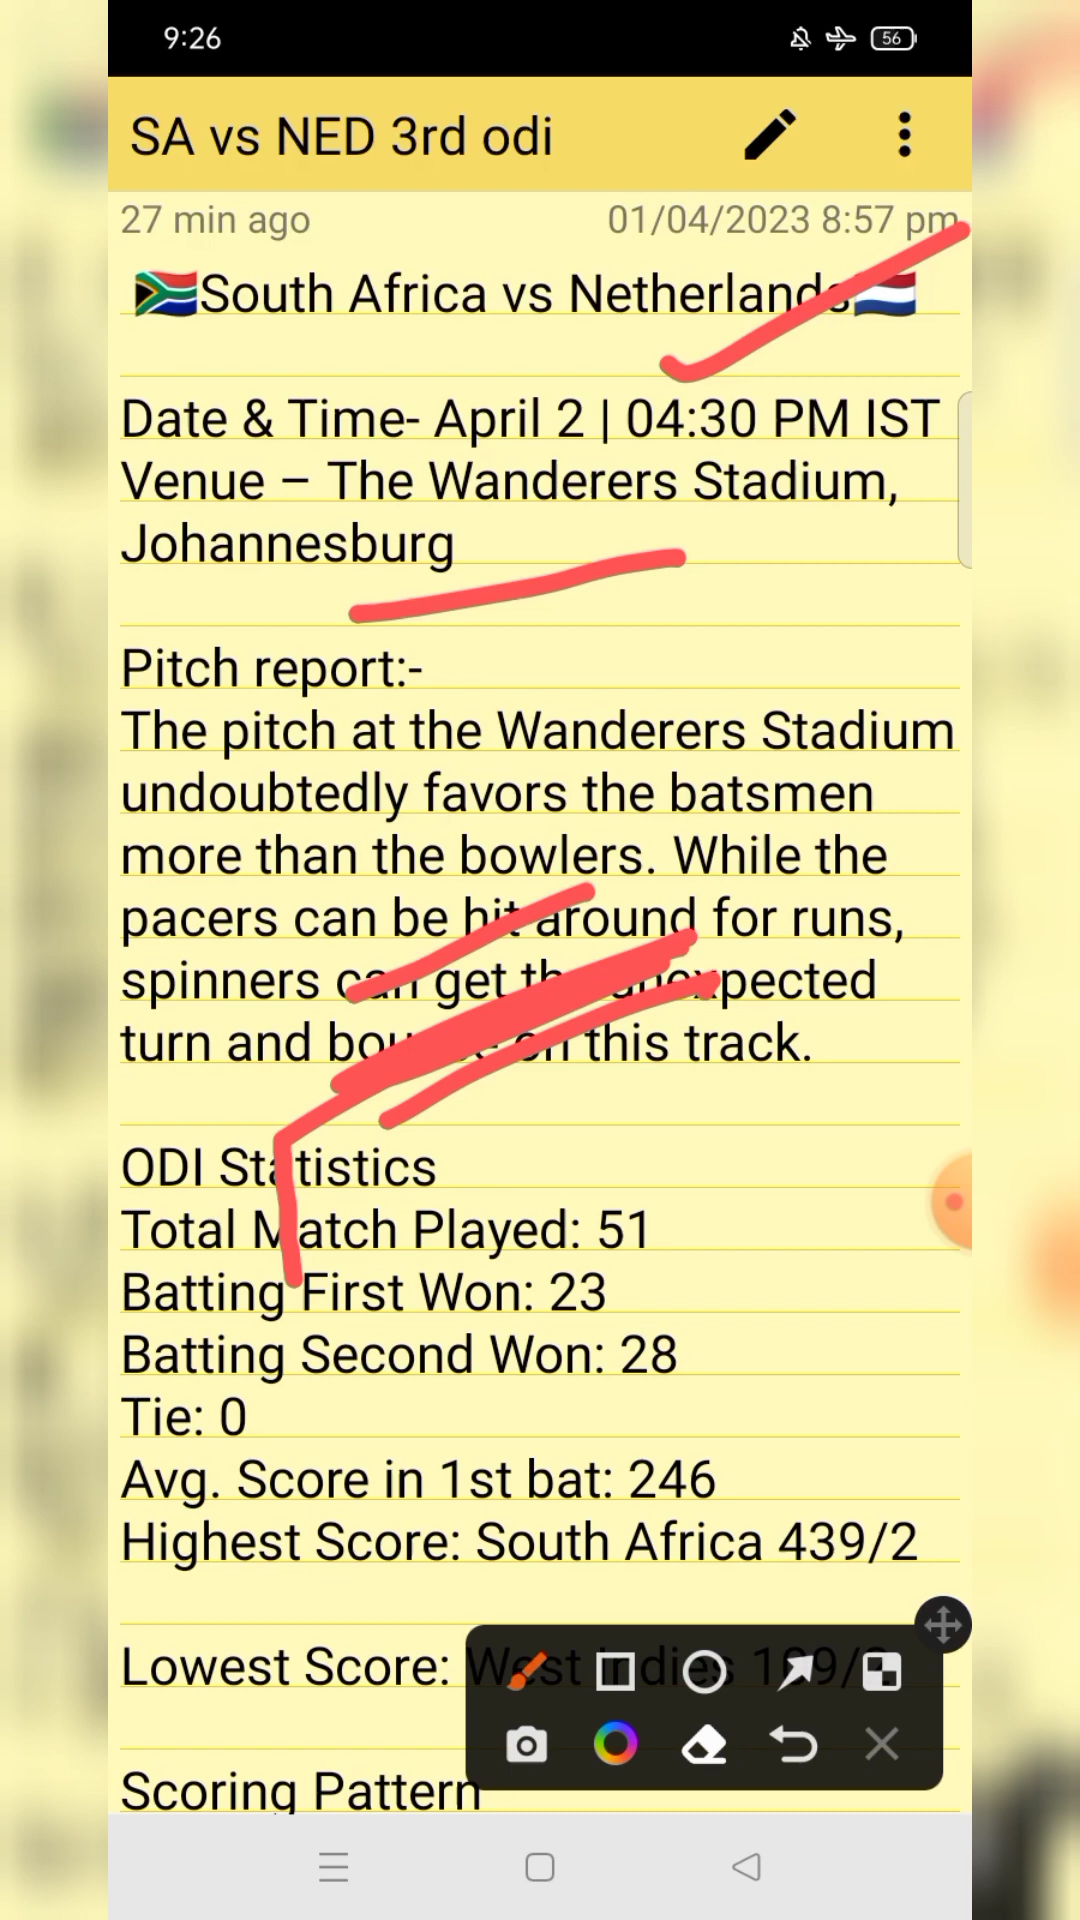 9:26
56
SA vs NED 3rd odi
27 min ago 01/04/2023 8:57 pm
🇿🇦South Africa vs Netherlands🇳🇱
Date & Time- April 2 | 04:30 PM IST
Venue – The Wanderers Stadium,
Johannesburg
Pitch report:-
The pitch at the Wanderers Stadium
undoubtedly favors the batsmen
more than the bowlers. While the
pacers can be hit around for runs,
spinners can get the unexpected
turn and bounce on this track.
ODI Statistics
Total Match Played: 51
Batting First Won: 23
Batting Second Won: 28
Tie: 0
Avg. Score in 1st bat: 246
Highest Score: South Africa 439/2
Lowest Score: West Indies
Scoring Pattern